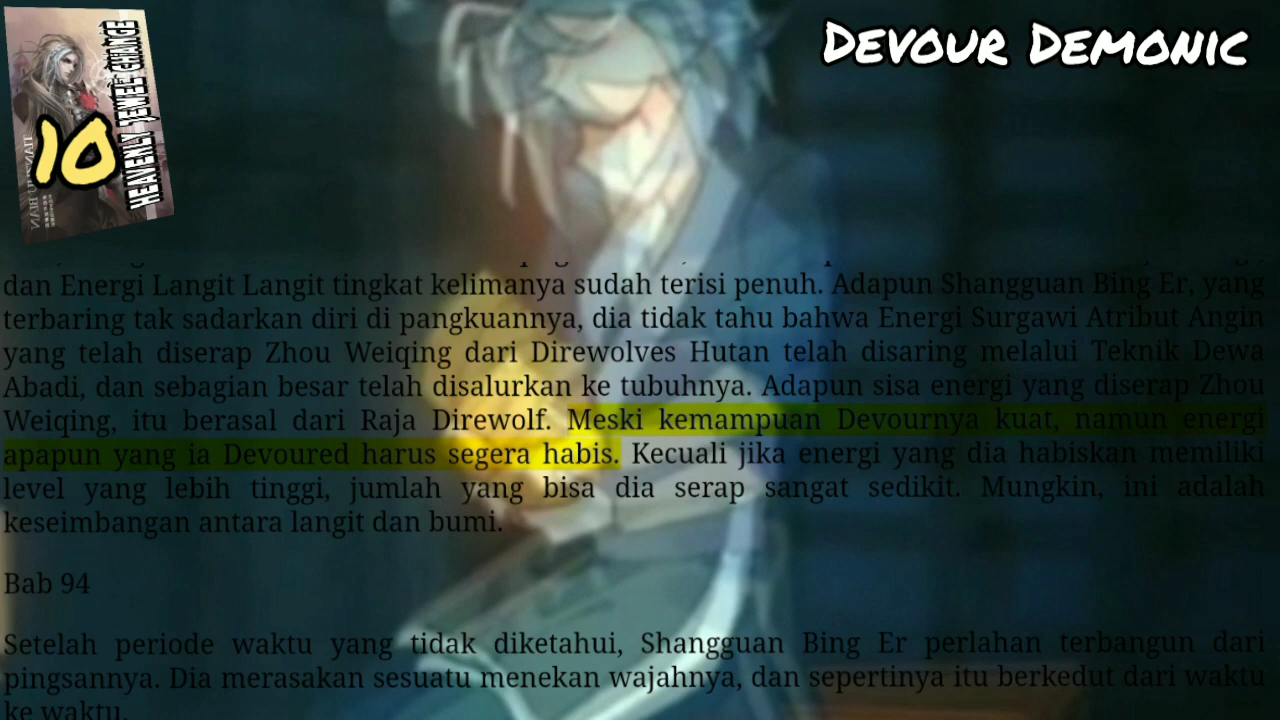 DEVOUR DEMONIC
HEAVENLY JEWEL CHANGE
10
dan Energi Langit Langit tingkat kelimanya sudah terisi penuh. Adapun Shangguan Bing Er, yang
terbaring tak sadarkan diri di pangkuannya, dia tidak tahu bahwa Energi Surgawi Atribut Angin
yang telah diserap Zhou Weiqing dari Direwolves Hutan telah disaring melalui Teknik Dewa
Abadi, dan sebagian besar telah disalurkan ke tubuhnya. Adapun sisa energi yang diserap Zhou
Weiqing, itu berasal dari Raja Direwolf. Meski kemampuan Devournya kuat, namun energi
apapun yang ia Devoured harus segera habis. Kecuali jika energi yang dia habiskan memiliki
level yang lebih tinggi, jumlah yang bisa dia serap sangat sedikit. Mungkin, ini adalah
keseimbangan antara langit dan bumi.
Bab 94
Setelah periode waktu yang tidak diketahui, Shangguan Bing Er perlahan terbangun dari
pingsannya. Dia merasakan sesuatu menekan wajahnya, dan sepertinya itu berkedut dari waktu
ke waktu.